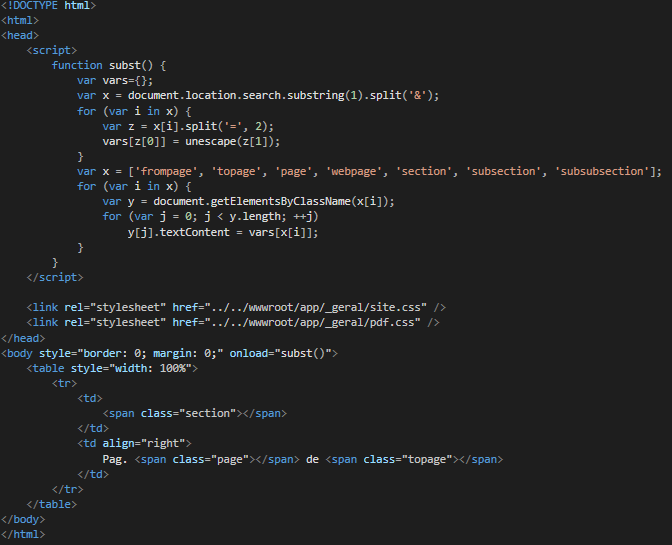 <!DOCTYPE html>
<html>
<head>
    <script>
        function subst() {
            var vars={};
            var x = document.location.search.substring(1).split('&');
            for (var i in x) {
                var z = x[i].split('=', 2);
                vars[z[0]] = unescape(z[1]);
            }
            var x = ['frompage', 'topage', 'page', 'webpage', 'section', 'subsection', 'subsubsection'];
            for (var i in x) {
                var y = document.getElementsByClassName(x[i]);
                for (var j = 0; j < y.length; ++j)
                    y[j].textContent = vars[x[i]];
            }
        }
    </script>

    <link rel="stylesheet" href="../../wwwroot/app/_geral/site.css" />
    <link rel="stylesheet" href="../../wwwroot/app/_geral/pdf.css" />
</head>
<body style="border: 0; margin: 0;" onload="subst()">
    <table style="width: 100%">
        <tr>
            <td>
                <span class="section"></span>
            </td>
            <td align="right">
                Pag. <span class="page"></span> de <span class="topage"></span>
            </td>
        </tr>
    </table>
</body>
</html>